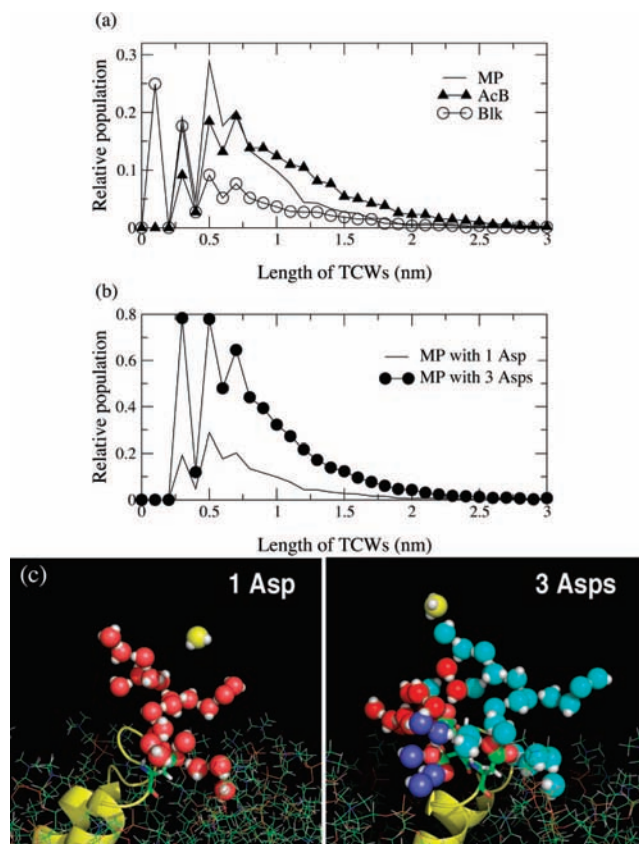 (a)
0.3
0.2
0.1
0
Relative population
MP
AcB
Blk
0 0.5 1 1.5 2 2.5 3
Length of TCWs (nm)
(b)
0.8
0.6
0.4
0.2
0
Relative population
MP with 1 Asp
MP with 3 Asps
0 0.5 1 1.5 2 2.5 3
Length of TCWs (nm)
(c) 1 Asp 3 Asps